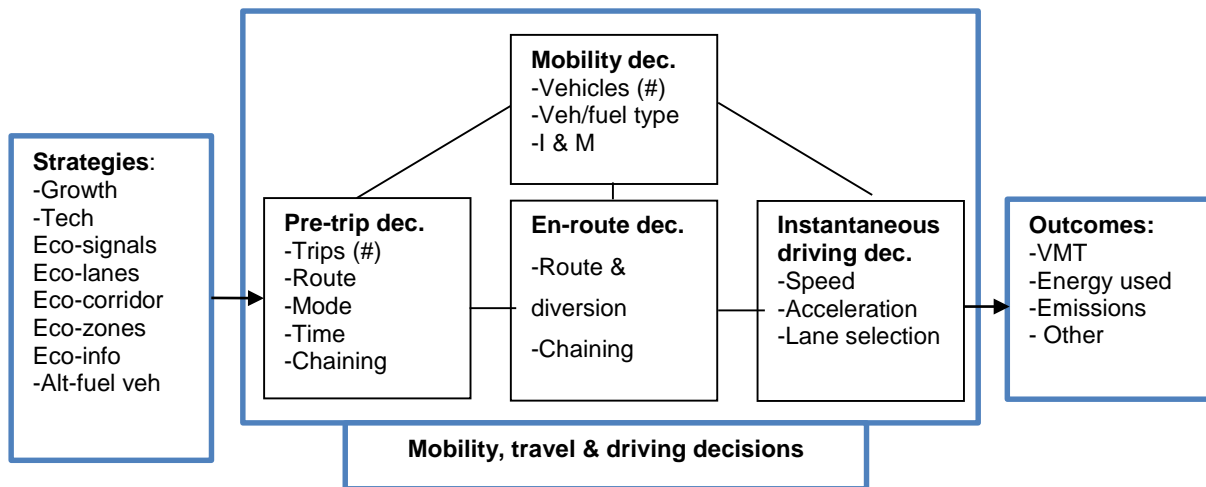 Strategies:
-Growth
-Tech
Eco-signals
Eco-lanes
Eco-corridor
Eco-zones
Eco-info
-Alt-fuel veh
Mobility dec.
-Vehicles (#)
-Veh/fuel type
-I & M
Pre-trip dec.
-Trips (#)
-Route
-Mode
-Time
-Chaining
En-route dec.
-Route &
diversion
-Chaining
Instantaneous
driving dec.
-Speed
-Acceleration
-Lane selection
Outcomes:
-VMT
-Energy used
-Emissions
- Other
Mobility, travel & driving decisions